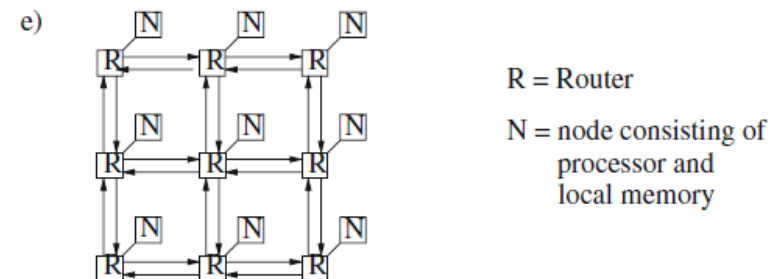 e)
N N N
R R R
R = Router
N N N
N = node consisting of
processor and
local memory
R R R
N N N
R R R